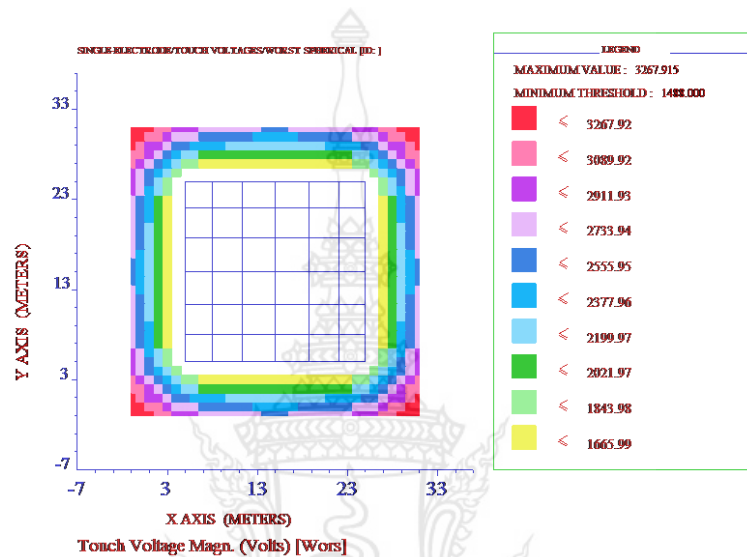 SINGLE-ELECTRODE/TOUCH VOLTAGES/WORST SPHERICAL [ID: ]
LEGEND
MAXIMUM VALUE : 3267.915
MINIMUM THRESHOLD : 1488.000
< 3267.92
< 3089.92
< 2911.93
< 2733.94
< 2555.95
< 2377.96
< 2199.97
< 2021.97
< 1843.98
< 1665.99
33
23
13
3
-7
Y AXIS (METERS)
-7 3 13 23 33
X AXIS (METERS)
Touch Voltage Magn. (Volts) [Wors]